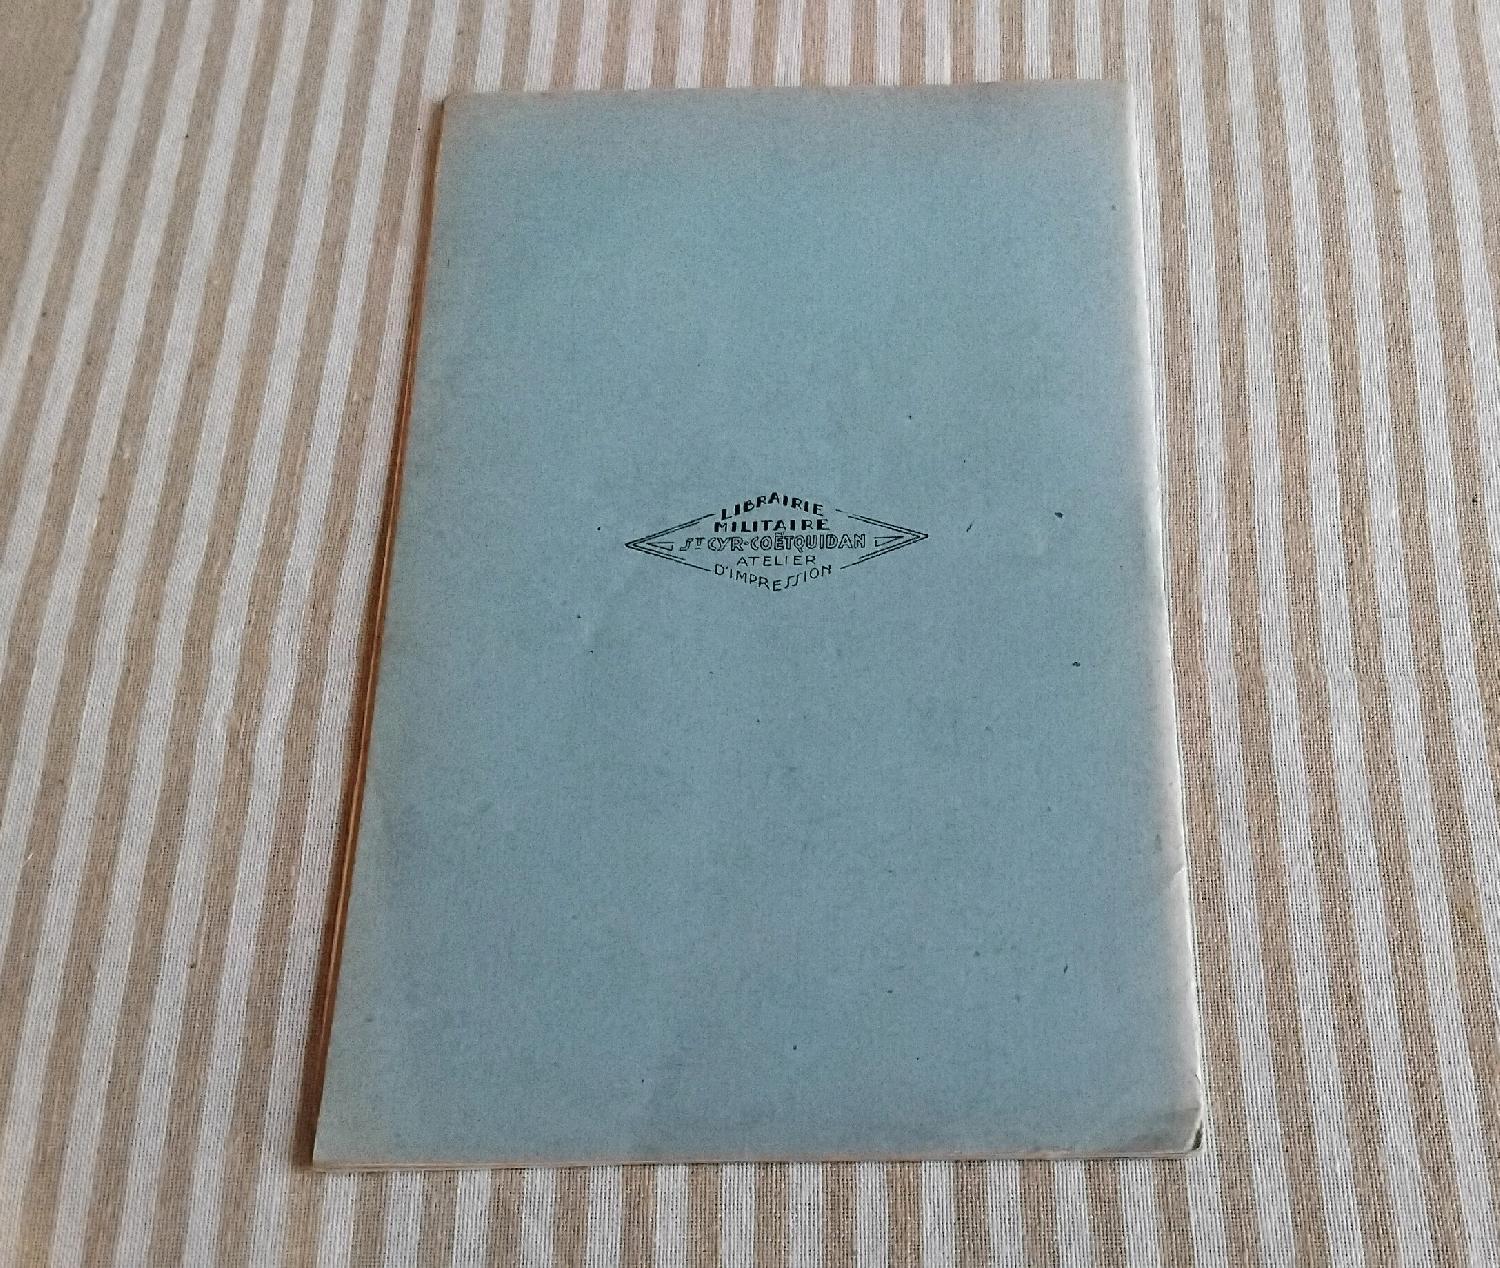 LIBRAIRIE
MILITAIRE
ST CYR-COËTQUIDAN
ATELIER
D'IMPRESSION